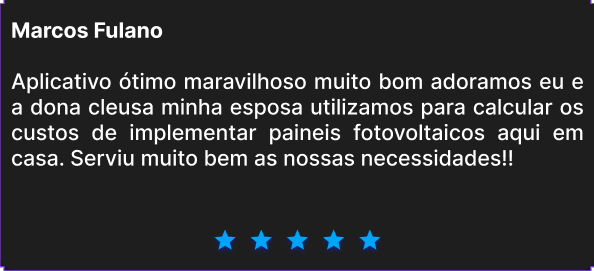 Marcos Fulano
Aplicativo ótimo maravilhoso muito bom adoramos eu e
a dona cleusa minha esposa utilizamos para calcular os
custos de implementar paineis fotovoltaicos aqui em
casa. Serviu muito bem as nossas necessidades!!